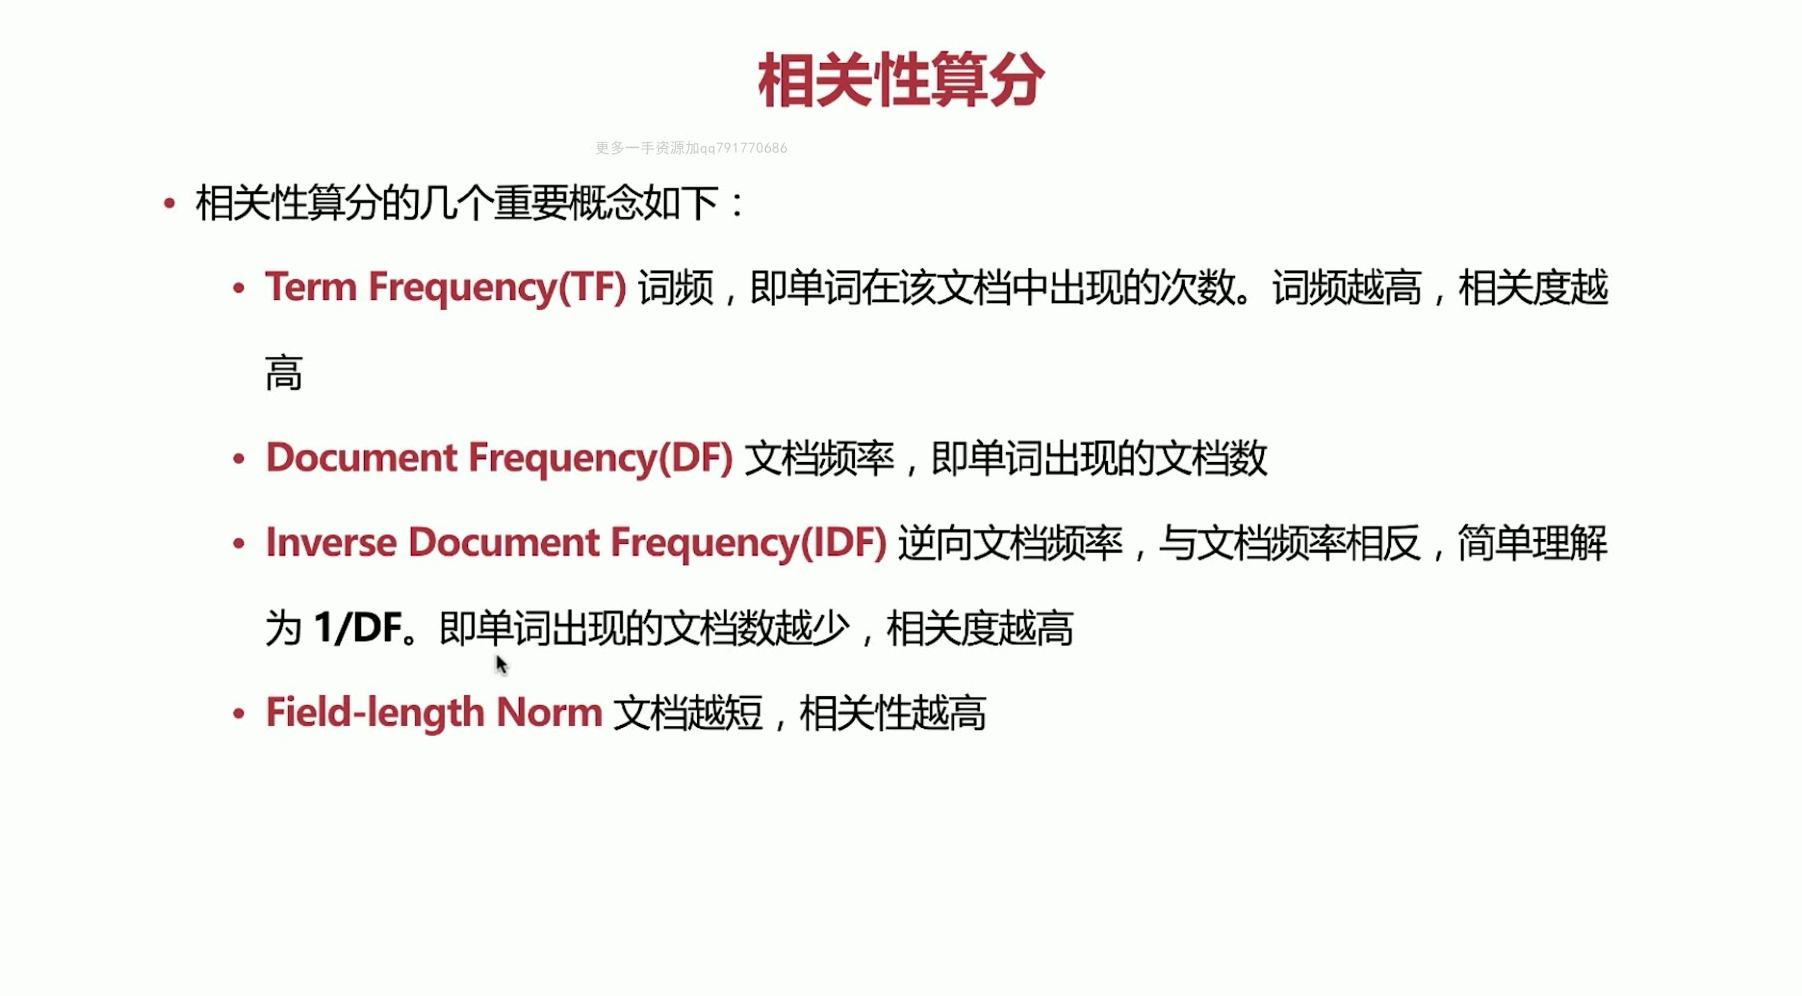 相关性算分
更多一手资源加qq791770686
• 相关性算分的几个重要概念如下：
• Term Frequency(TF) 词频，即单词在该文档中出现的次数。词频越高，相关度越
高
• Document Frequency(DF) 文档频率，即单词出现的文档数
• Inverse Document Frequency(IDF) 逆向文档频率，与文档频率相反，简单理解
为 1/DF。即单词出现的文档数越少，相关度越高
• Field-length Norm 文档越短，相关性越高